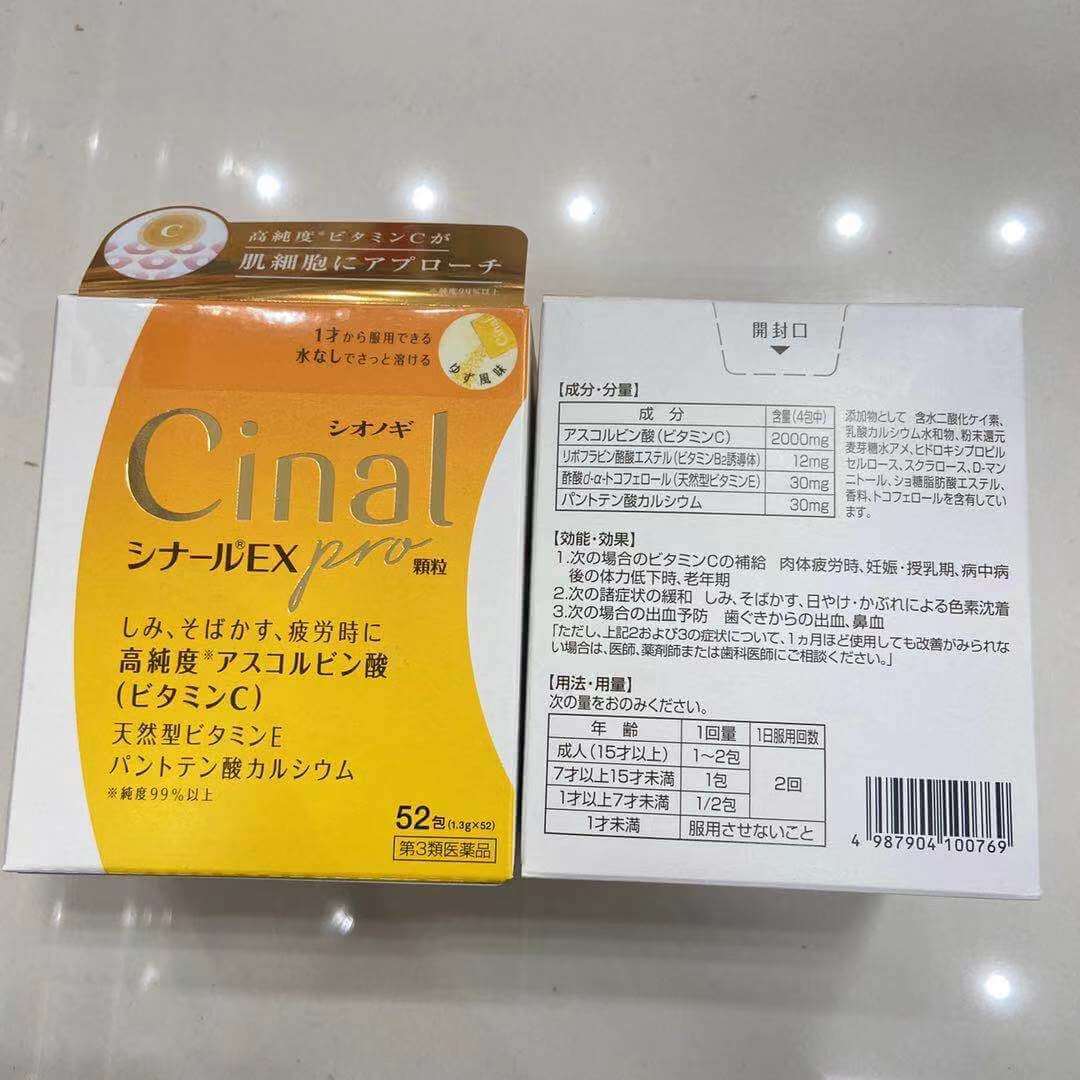 C
高純度※ビタミンCが
肌細胞にアプローチ
※純度99%以上
1才から服用できる
水なしでさっと溶ける
Cinal
ゆず風味
シオノギ
Cinal
シナール®EX pro 顆粒
しみ、そばかす、疲労時に
高純度※アスコルビン酸
(ビタミンC)
天然型ビタミンE
パントテン酸カルシウム
※純度99%以上
52包(1.3g×52)
第3類医薬品
開封口
【成分・分量】
成分 含量(4包中)
アスコルビン酸(ビタミンC) 2000mg
リボフラビン酪酸エステル(ビタミンB2誘導体) 12mg
酢酸d-α-トコフェロール(天然型ビタミンE) 30mg
パントテン酸カルシウム 30mg
添加物として 含水二酸化ケイ素、
乳酸カルシウム水和物、粉末還元
麦芽糖水アメ、ヒドロキシプロピル
セルロース、スクラロース、D-マン
ニトール、ショ糖脂肪酸エステル、
香料、トコフェロールを含有してい
ます。
【効能・効果】
1.次の場合のビタミンCの補給 肉体疲労時、妊娠・授乳期、病中病
後の体力低下時、老年期
2.次の諸症状の緩和 しみ、そばかす、日やけ・かぶれによる色素沈着
3.次の場合の出血予防 歯ぐきからの出血、鼻血
「ただし、上記2および3の症状について、1ヵ月ほど使用しても改善がみられな
い場合は、医師、薬剤師または歯科医師にご相談ください。」
【用法・用量】
次の量をおのみください。
年齢 1回量 1日服用回数
成人(15才以上) 1〜2包 2回
7才以上15才未満 1包
1才以上7才未満 1/2包
1才未満 服用させないこと
4 987904 100769